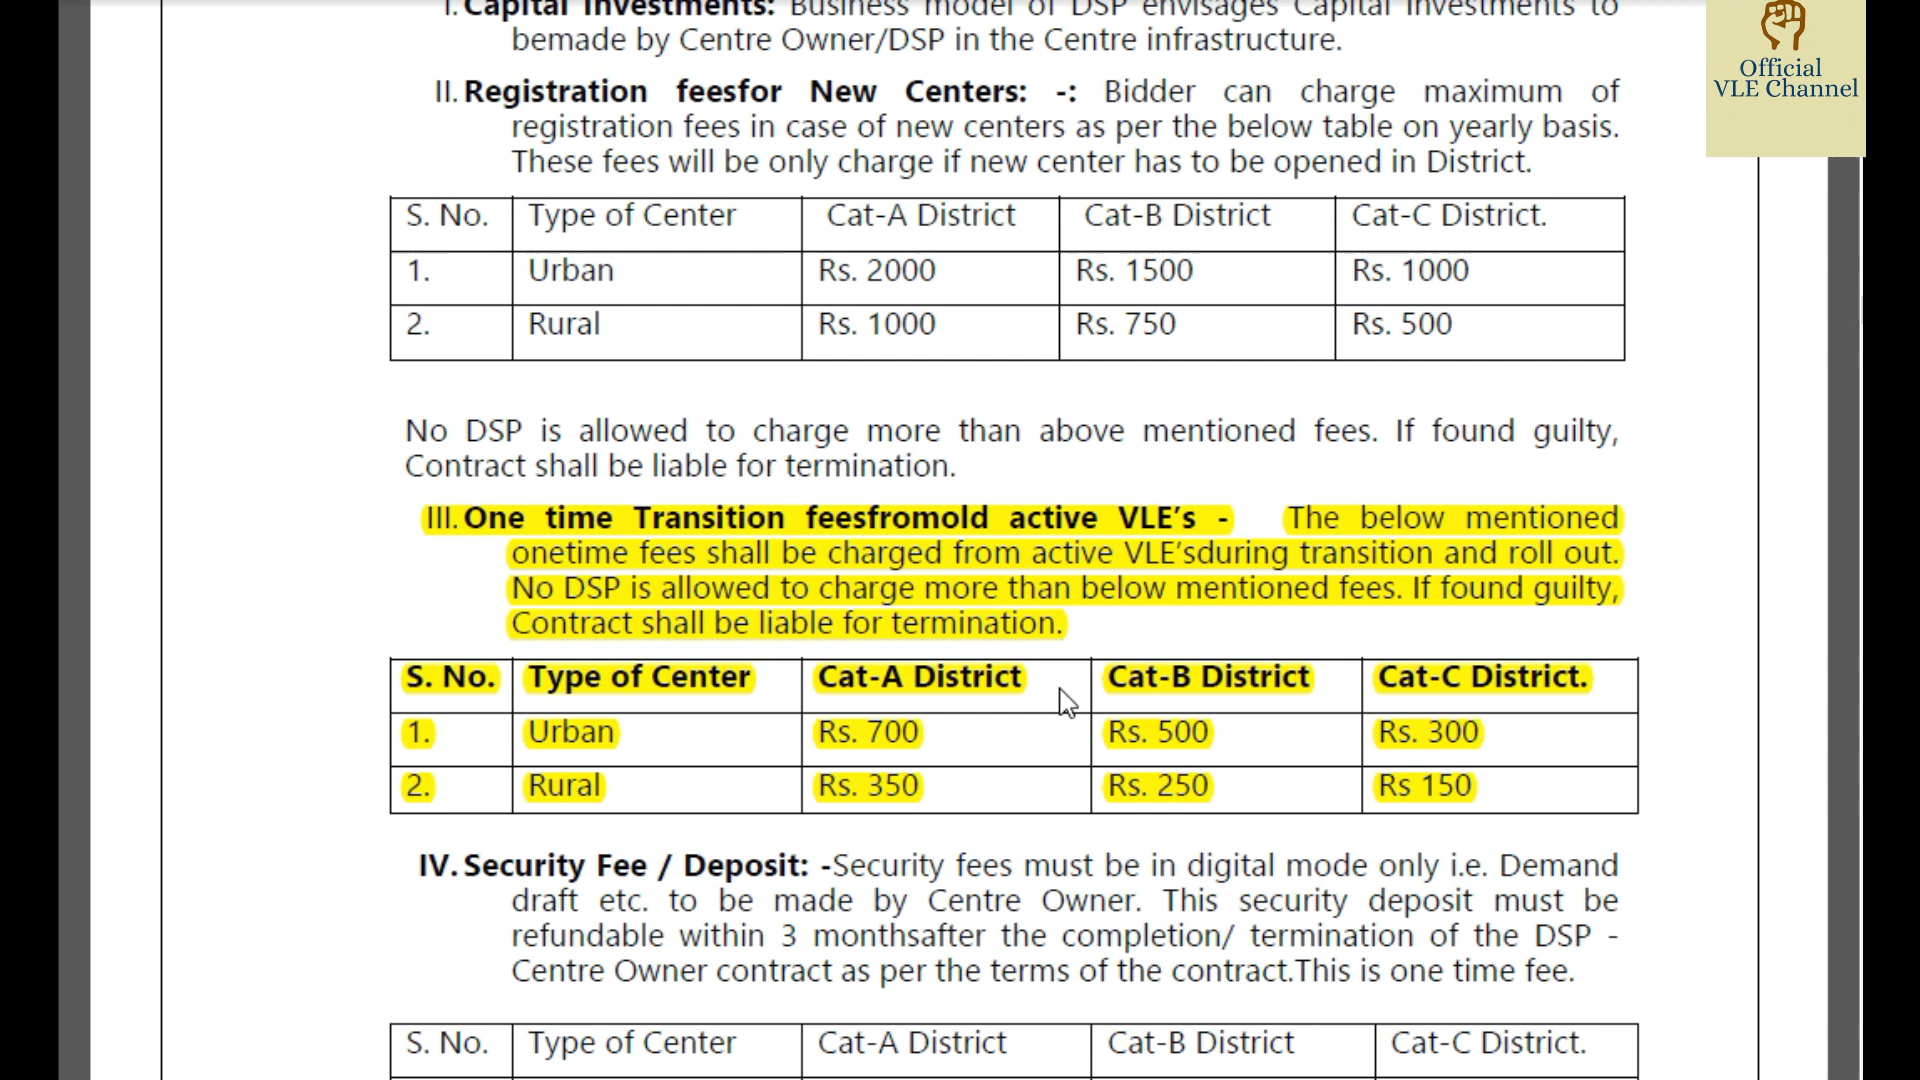 I. Capital Investments: Business model of DSP envisages Capital Investments to
bemade by Centre Owner/DSP in the Centre infrastructure.
II. Registration feesfor New Centers: -: Bidder can charge maximum of
registration fees in case of new centers as per the below table on yearly basis.
These fees will be only charge if new center has to be opened in District.
S. No. Type of Center Cat-A District Cat-B District Cat-C District.
1. Urban Rs. 2000 Rs. 1500 Rs. 1000
2. Rural Rs. 1000 Rs. 750 Rs. 500
No DSP is allowed to charge more than above mentioned fees. If found guilty,
Contract shall be liable for termination.
III. One time Transition feesfromold active VLE’s - The below mentioned
onetime fees shall be charged from active VLE’sduring transition and roll out.
No DSP is allowed to charge more than below mentioned fees. If found guilty,
Contract shall be liable for termination.
S. No. Type of Center Cat-A District Cat-B District Cat-C District.
1. Urban Rs. 700 Rs. 500 Rs. 300
2. Rural Rs. 350 Rs. 250 Rs 150
IV. Security Fee / Deposit: -Security fees must be in digital mode only i.e. Demand
draft etc. to be made by Centre Owner. This security deposit must be
refundable within 3 monthsafter the completion/ termination of the DSP -
Centre Owner contract as per the terms of the contract.This is one time fee.
S. No. Type of Center Cat-A District Cat-B District Cat-C District.
Official
VLE Channel